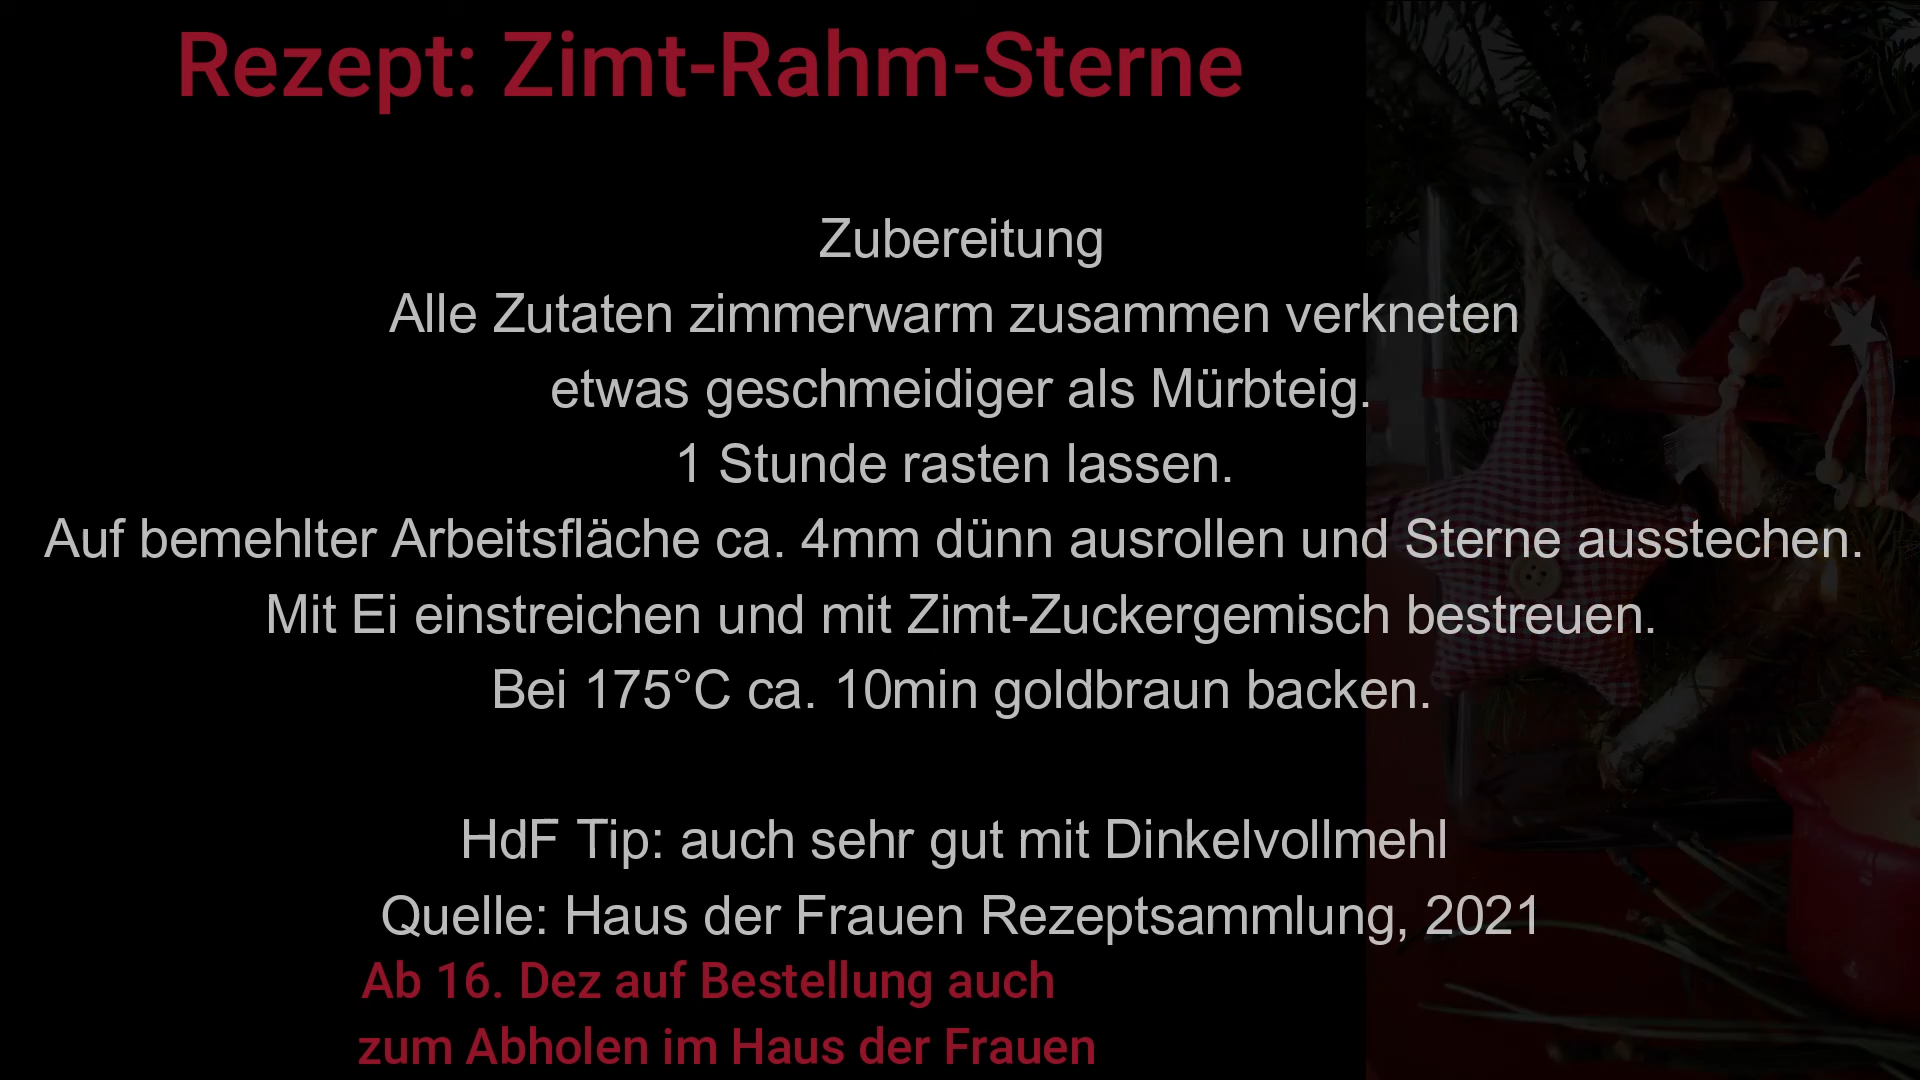 Rezept: Zimt-Rahm-Sterne
Zubereitung
Alle Zutaten zimmerwarm zusammen verkneten
etwas geschmeidiger als Mürbteig.
1 Stunde rasten lassen.
Auf bemehlter Arbeitsfläche ca. 4mm dünn ausrollen und Sterne ausstechen.
Mit Ei einstreichen und mit Zimt-Zuckergemisch bestreuen.
Bei 175°C ca. 10min goldbraun backen.
HdF Tip: auch sehr gut mit Dinkelvollmehl
Quelle: Haus der Frauen Rezeptsammlung, 2021
Ab 16. Dez auf Bestellung auch
zum Abholen im Haus der Frauen